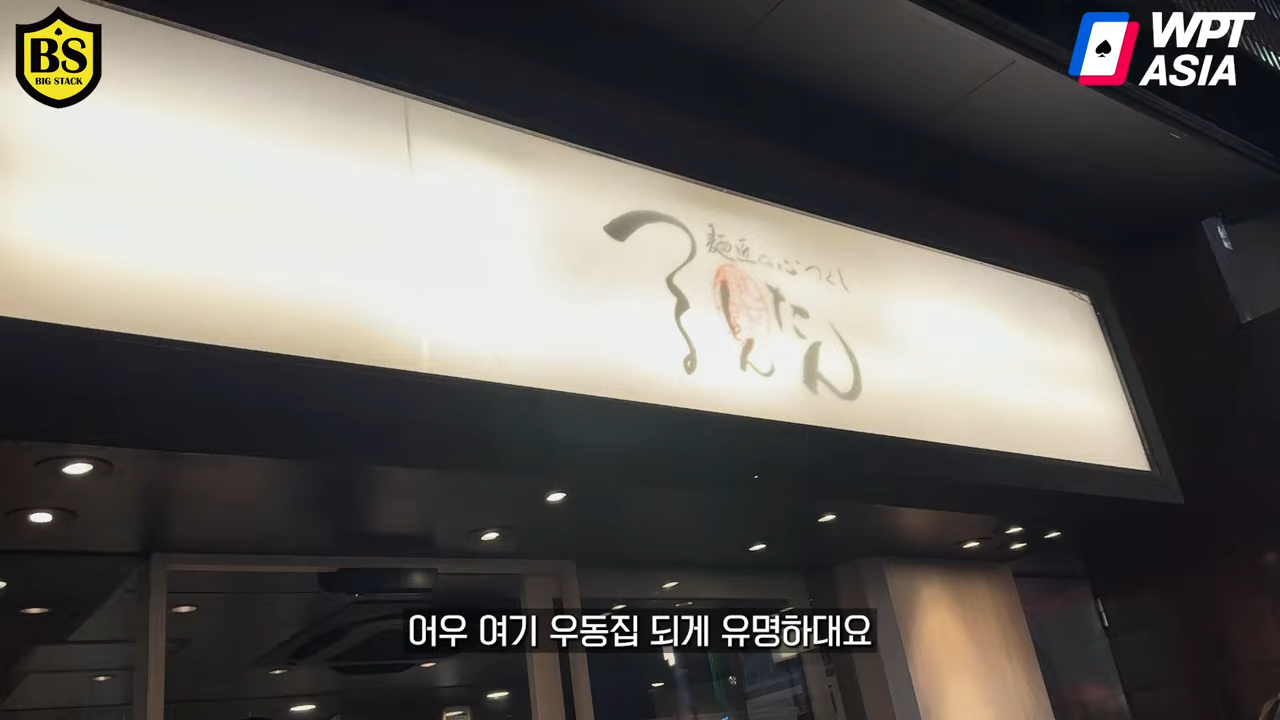 BS
BIG STACK
WPT
ASIA
麺匠の心つくし
つるとんたん
어우 여기 우동집 되게 유명하대요